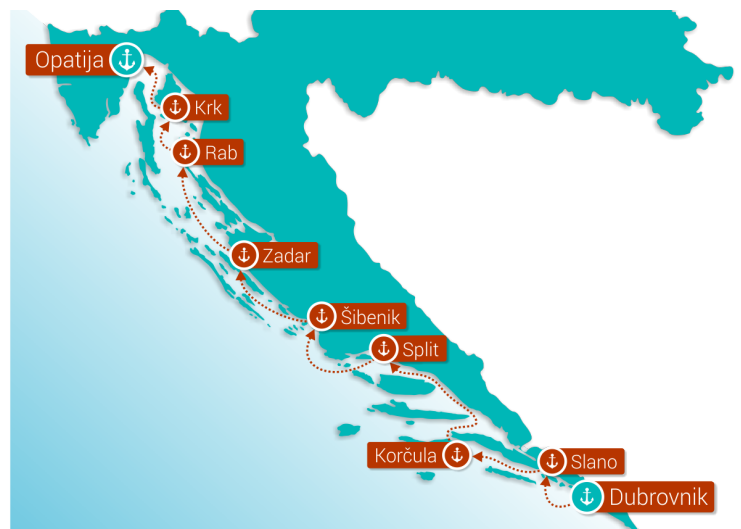 Opatija
Krk
Rab
Zadar
Šibenik
Split
Korčula
Slano
Dubrovnik